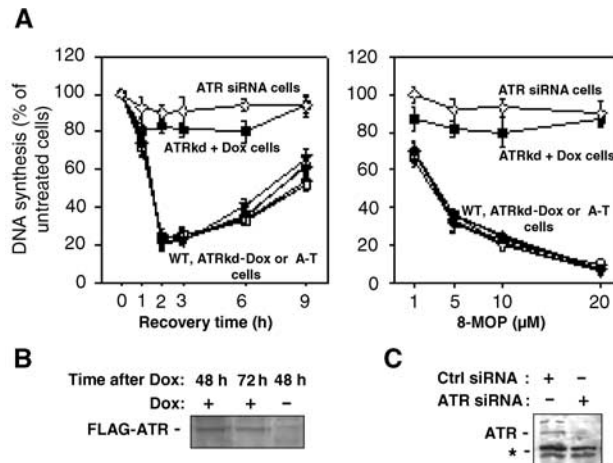 A
DNA synthesis (% of
untreated cells)
120
100
80
60
40
20
0
ATR siRNA cells
ATRkd + Dox cells
WT, ATRkd-Dox or A-T
cells
0 1 2 3 6 9
Recovery time (h)
120
100
80
60
40
20
0
ATR siRNA cells
ATRkd + Dox cells
WT, ATRkd-Dox or A-T
cells
1 5 10 20
8-MOP (µM)
B
Time after Dox: 48 h 72 h 48 h
Dox: + + –
FLAG-ATR -
C
Ctrl siRNA : + –
ATR siRNA : – +
ATR -
* -